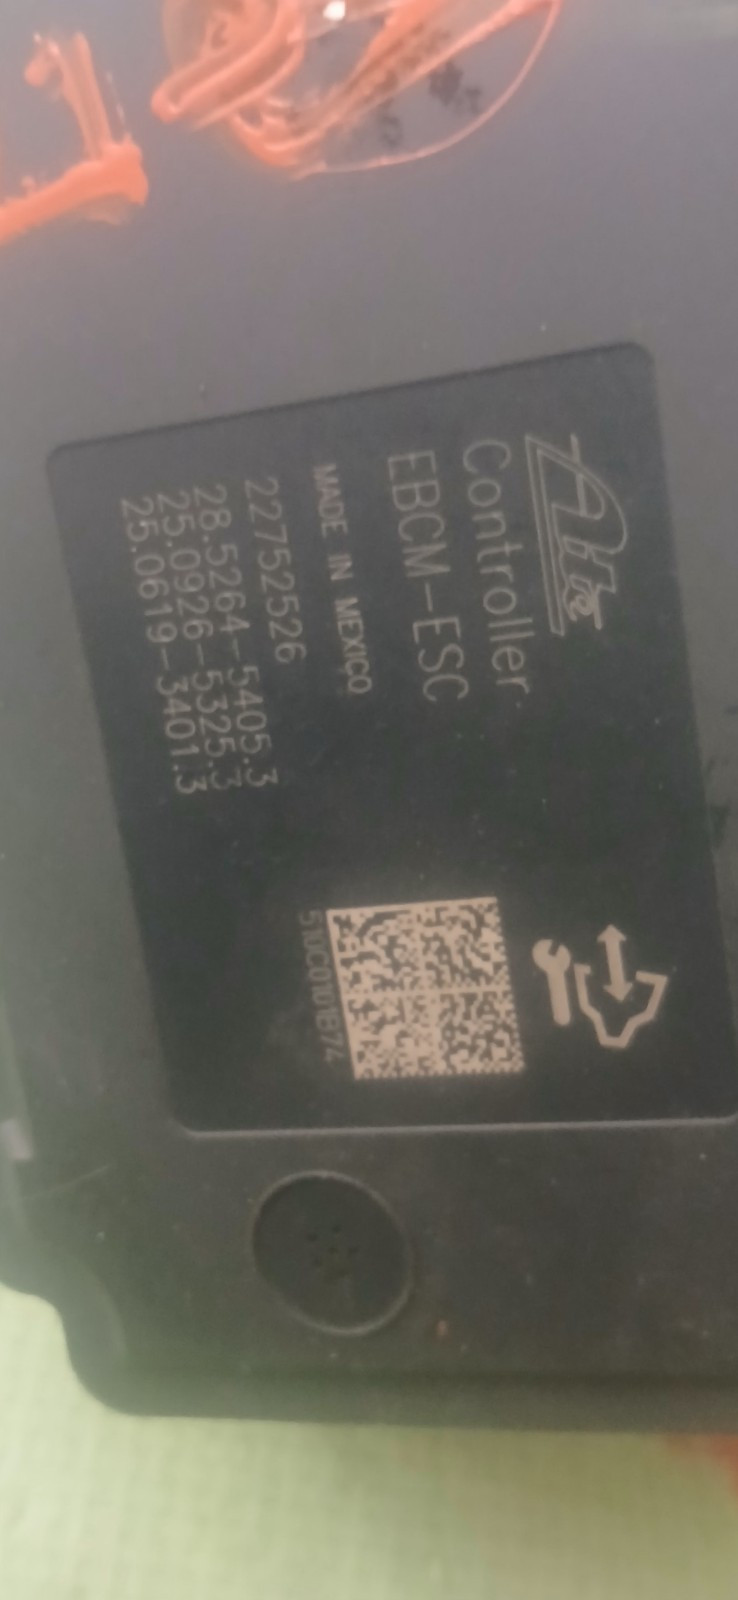 Ate
Controller
EBCM-ESC
MADE IN MEXICO
22752526
28.5264-5405.3
25.0926-5325.3
25.0619-3401.3
510C0101B774